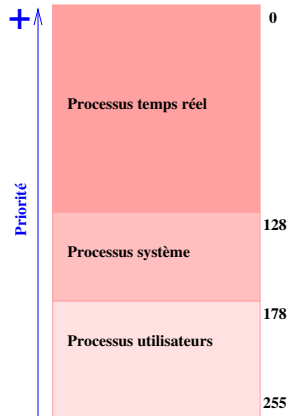 +
0
Processus temps réel
Priorité
128
Processus système
178
Processus utilisateurs
255